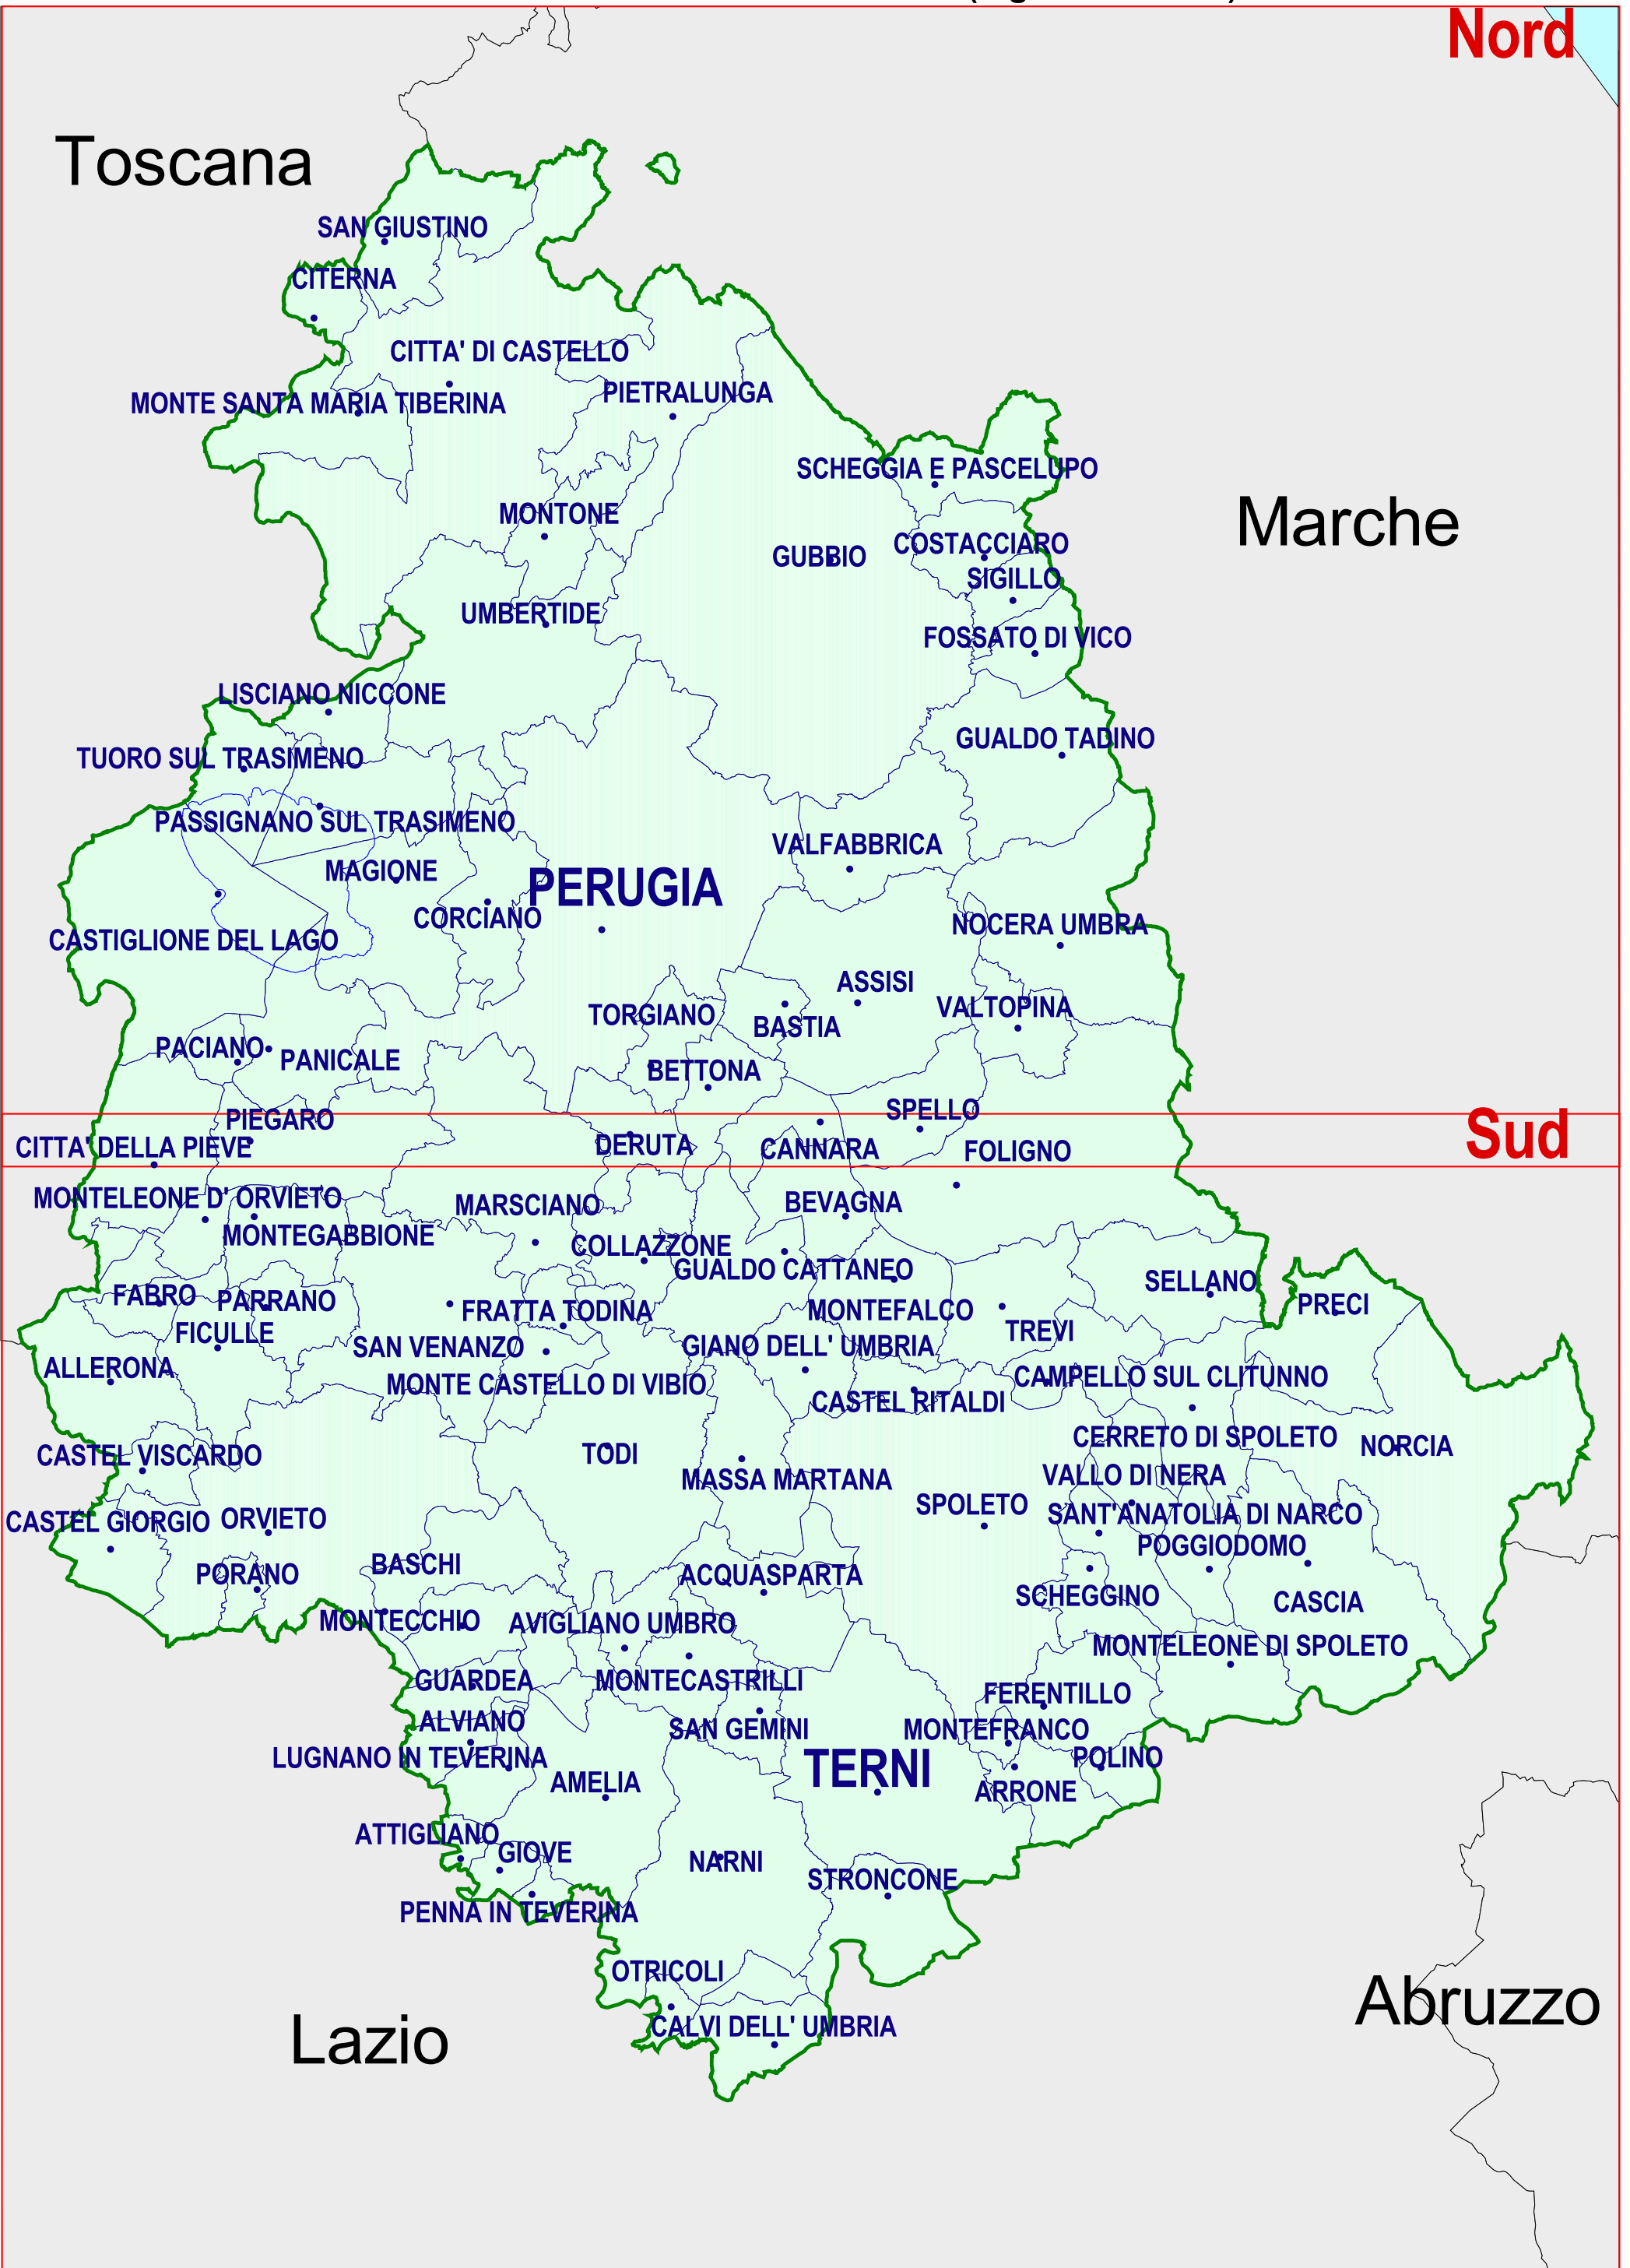 Nord
Toscana
SAN GIUSTINO
CITERNA
CITTA' DI CASTELLO
PIETRALUNGA
MONTE SANTA MARIA TIBERINA
SCHEGGIA E PASCELUPO
Marche
MONTONE
COSTACCIARO
GUBBIO
SIGILLO
UMBERTIDE
FOSSATO DI VICO
LISCIANO NICCONE
GUALDO TADINO
TUORO SUL TRASIMENO
PASSIGNANO SUL TRASIMENO
VALFABBRICA
MAGIONE
PERUGIA
CORCIANO
NOCERA UMBRA
CASTIGLIONE DEL LAGO
ASSISI
VALTOPINA
TORGIANO
BASTIA
PACIANO
PANICALE
BETTONA
SPELLO
PIEGARO
Sud
CITTA' DELLA PIEVE
DERUTA
CANNARA
FOLIGNO
MONTELEONE D' ORVIETO
MARSCIANO
BEVAGNA
MONTEGABBIONE
COLLAZZONE
GUALDO CATTANEO
SELLANO
FABRO
PARRANO
PRECI
FRATTA TODINA
MONTEFALCO
FICULLE
TREVI
SAN VENANZO
GIANO DELL' UMBRIA
ALLERONA
CAMPELLO SUL CLITUNNO
MONTE CASTELLO DI VIBIO
CASTEL RITALDI
CERRETO DI SPOLETO
NORCIA
CASTEL VISCARDO
TODI
MASSA MARTANA
VALLO DI NERA
SPOLETO
SANT'ANATOLIA DI NARCO
CASTEL GIORGIO
ORVIETO
POGGIODOMO
BASCHI
PORANO
ACQUASPARTA
SCHEGGINO
CASCIA
MONTECCHIO
AVIGLIANO UMBRO
MONTELEONE DI SPOLETO
GUARDEA
MONTECASTRILLI
FERENTILLO
ALVIANO
SAN GEMINI
MONTEFRANCO
LUGNANO IN TEVERINA
TERNI
POLINO
AMELIA
ARRONE
ATTIGLIANO
GIOVE
NARNI
STRONCONE
PENNA IN TEVERINA
OTRICOLI
Abruzzo
CALVI DELL' UMBRIA
Lazio